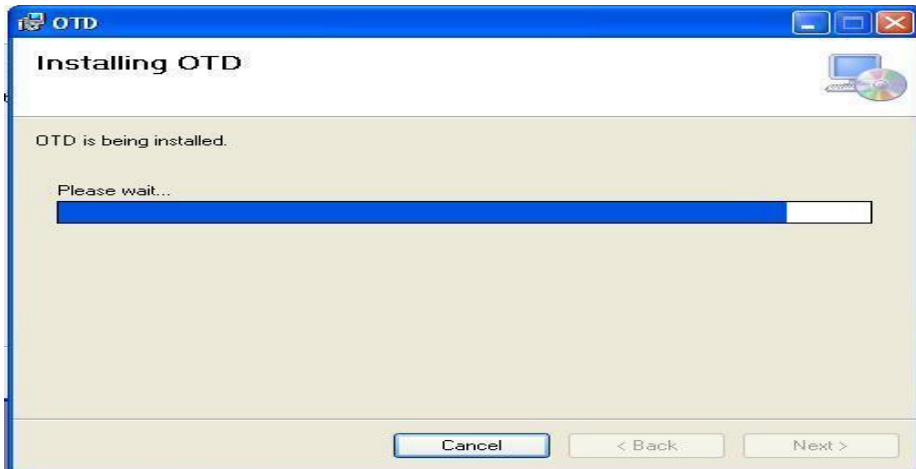 OTD
Installing OTD
OTD is being installed.
Please wait...
Cancel
< Back
Next >